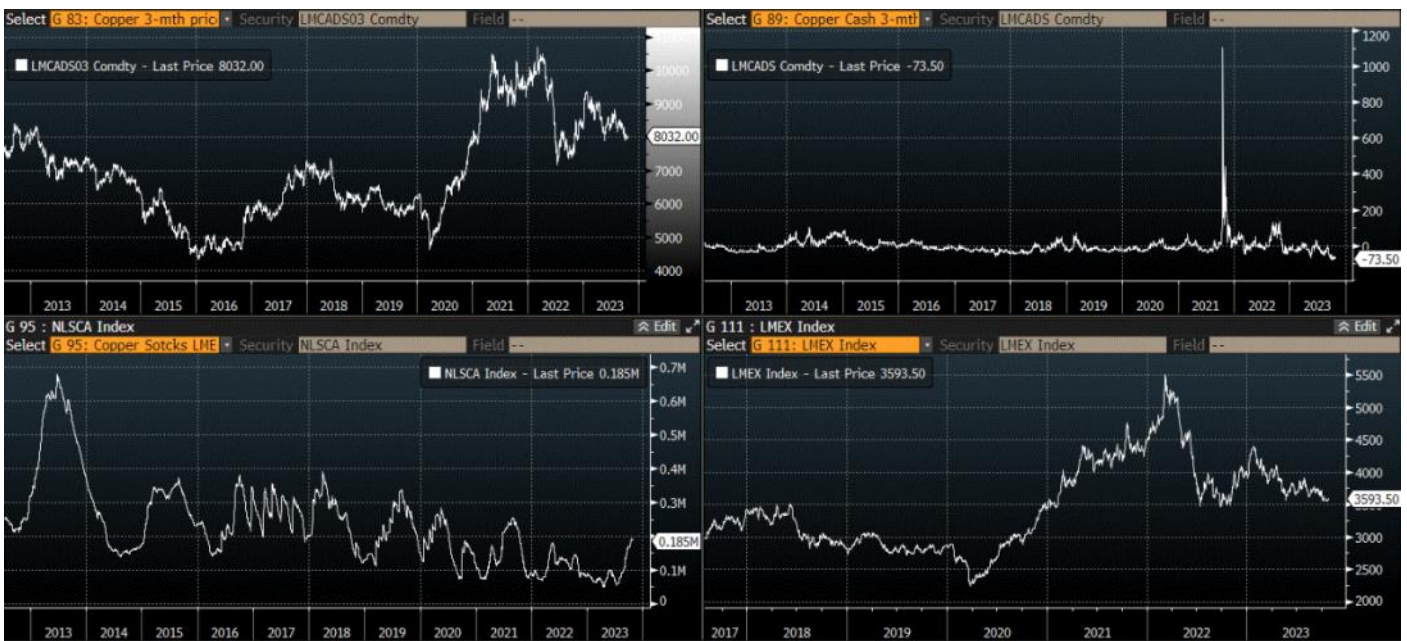 Select G 83: Copper 3-mth pric Security LMCADS03 Comdty Field --
LMCADS03 Comdty - Last Price 8032.00
10000
9000
8032.00
7000
6000
5000
4000
2013 2014 2015 2016 2017 2018 2019 2020 2021 2022 2023
Select G 89: Copper Cash 3-mth Security LMCADS Comdty Field --
LMCADS Comdty - Last Price -73.50
1200
1000
800
600
400
200
0
-73.50
2013 2014 2015 2016 2017 2018 2019 2020 2021 2022 2023
G 95 : NLSCA Index Edit
Select G 95: Copper Sotcks LME Security NLSCA Index Field --
NLSCA Index - Last Price 0.185M
0.7M
0.6M
0.5M
0.4M
0.3M
0.185M
0.1M
0
2013 2014 2015 2016 2017 2018 2019 2020 2021 2022 2023
G 111 : LMEX Index Edit
Select G 111: LMEX Index Security LMEX Index Field --
LMEX Index - Last Price 3593.50
5500
5000
4500
4000
3593.50
3000
2500
2000
2017 2018 2019 2020 2021 2022 2023